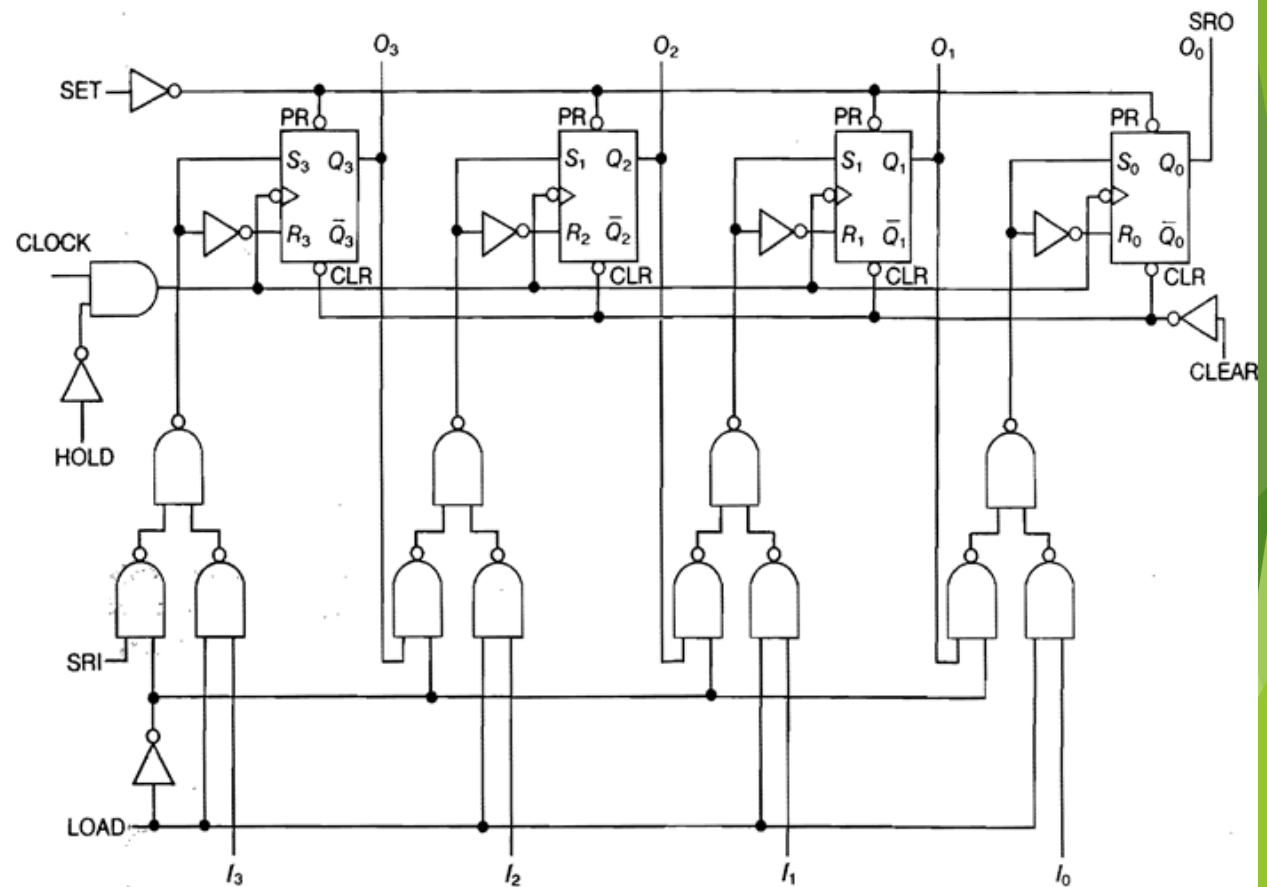 SRO
O3 O2 O1 O0
SET
PR PR PR PR
S3 Q3 S1 Q2 S1 Q1 S0 Q0
CLOCK
R3 Q̅3 R2 Q̅2 R1 Q̅1 R0 Q̅0
CLR CLR CLR CLR
CLEAR
HOLD
SRI
LOAD
I3 I2 I1 I0